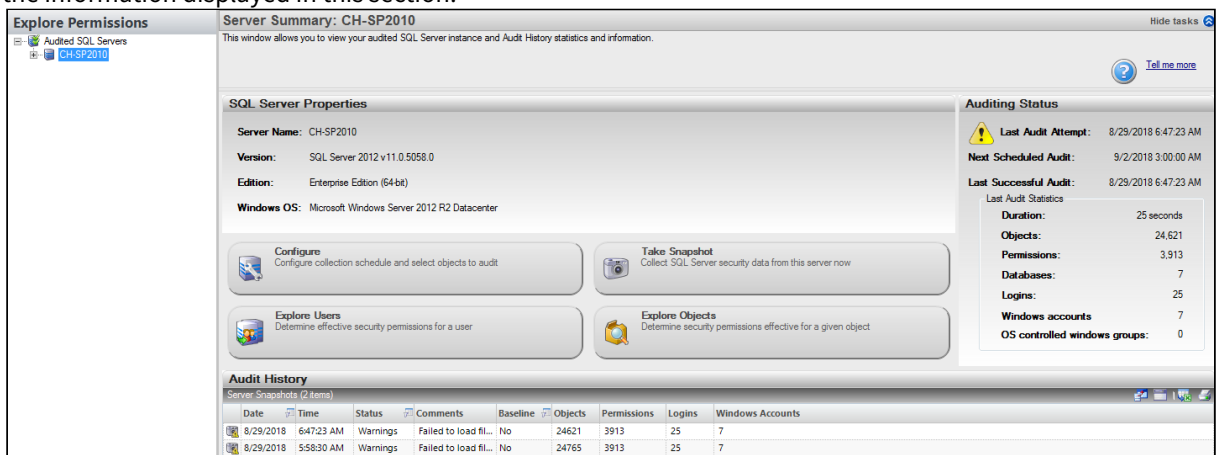 the information displayed in this section.
Explore Permissions
Audited SQL Servers
CH-SP2010
Server Summary: CH-SP2010
Hide tasks
This window allows you to view your audited SQL Server instance and Audit History statistics and information.
Tell me more
SQL Server Properties
Server Name: CH-SP2010
Version: SQL Server 2012 v11.0.5058.0
Edition: Enterprise Edition (64-bit)
Windows OS: Microsoft Windows Server 2012 R2 Datacenter
Configure
Configure collection schedule and select objects to audit
Take Snapshot
Collect SQL Server security data from this server now
Explore Users
Determine effective security permissions for a user
Explore Objects
Determine security permissions effective for a given object
Auditing Status
Last Audit Attempt: 8/29/2018 6:47:23 AM
Next Scheduled Audit: 9/2/2018 3:00:00 AM
Last Successful Audit: 8/29/2018 6:47:23 AM
Last Audit Statistics
Duration: 25 seconds
Objects: 24,621
Permissions: 3,913
Databases: 7
Logins: 25
Windows accounts 7
OS controlled windows groups: 0
Audit History
Server Snapshots (2 items)
Date Time Status Comments Baseline Objects Permissions Logins Windows Accounts
8/29/2018 6:47:23 AM Warnings Failed to load fil... No 24621 3913 25 7
8/29/2018 5:58:30 AM Warnings Failed to load fil... No 24765 3913 25 7